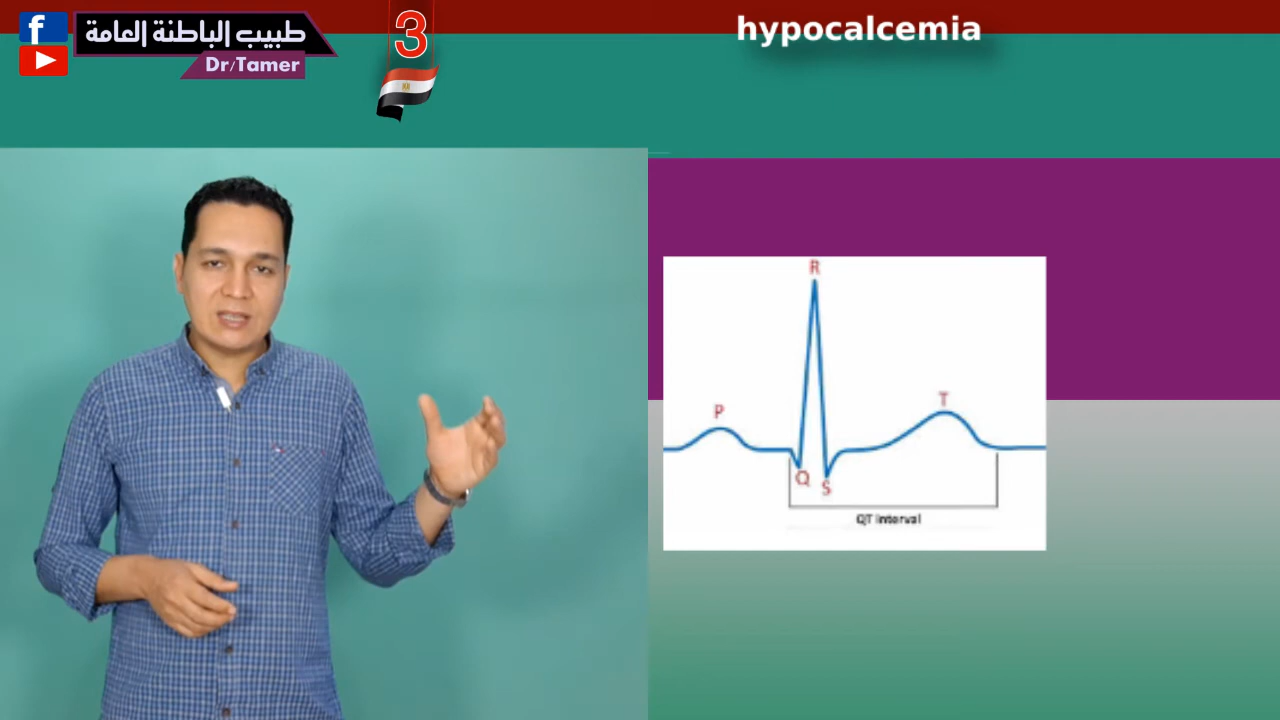 f
طبيب الباطنة العامة
Dr/Tamer
3
hypocalcemia
R
P
T
Q
S
QT Interval